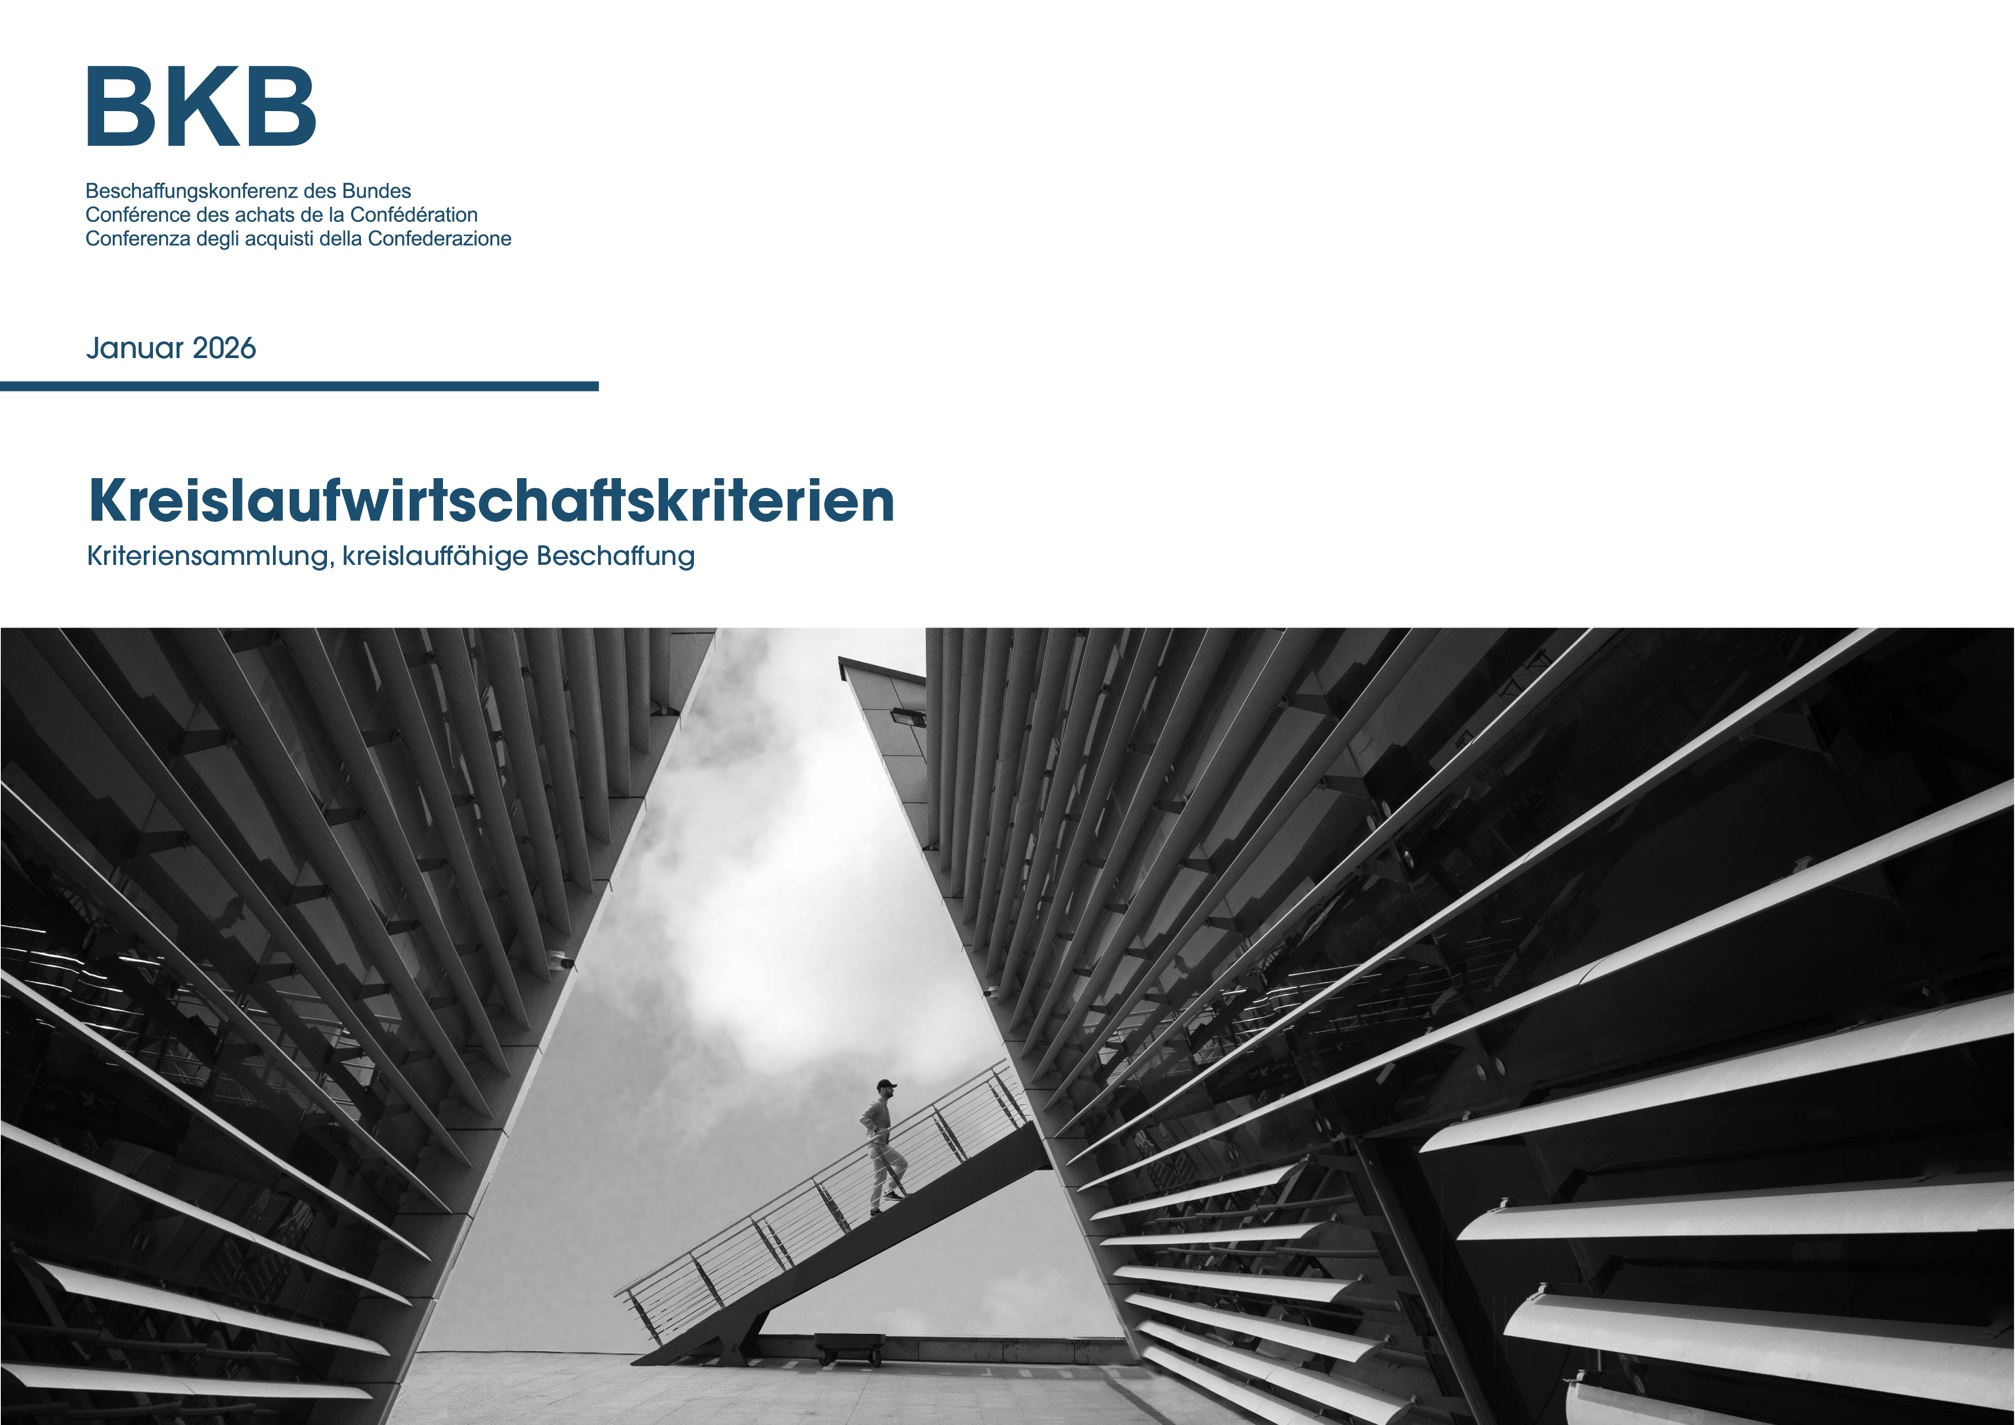 BKB
Beschaffungskonferenz des Bundes
Conférence des achats de la Confédération
Conferenza degli acquisti della Confederazione
Januar 2026
Kreislaufwirtschaftskriterien
Kriteriensammlung, kreislauffähige Beschaffung